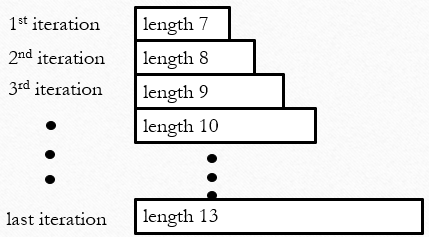 1st iteration length 7
2nd iteration length 8
3rd iteration length 9
length 10
last iteration length 13